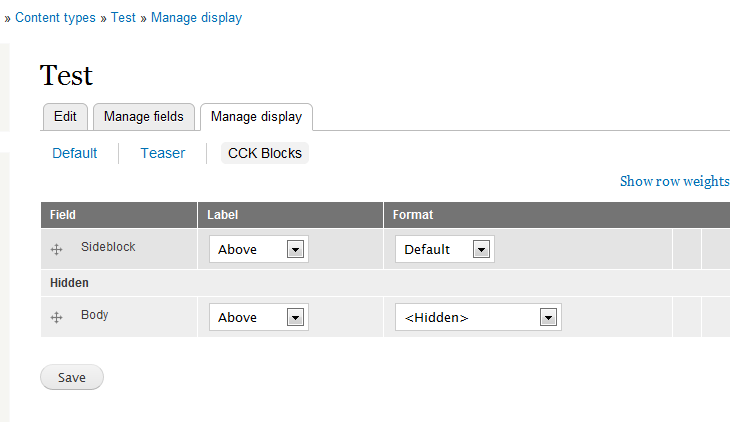 » Content types » Test » Manage display
Test
Edit Manage fields Manage display
Default Teaser CCK Blocks
Show row weights
Field Label Format
Sideblock Above Default
Hidden
Body Above <Hidden>
Save